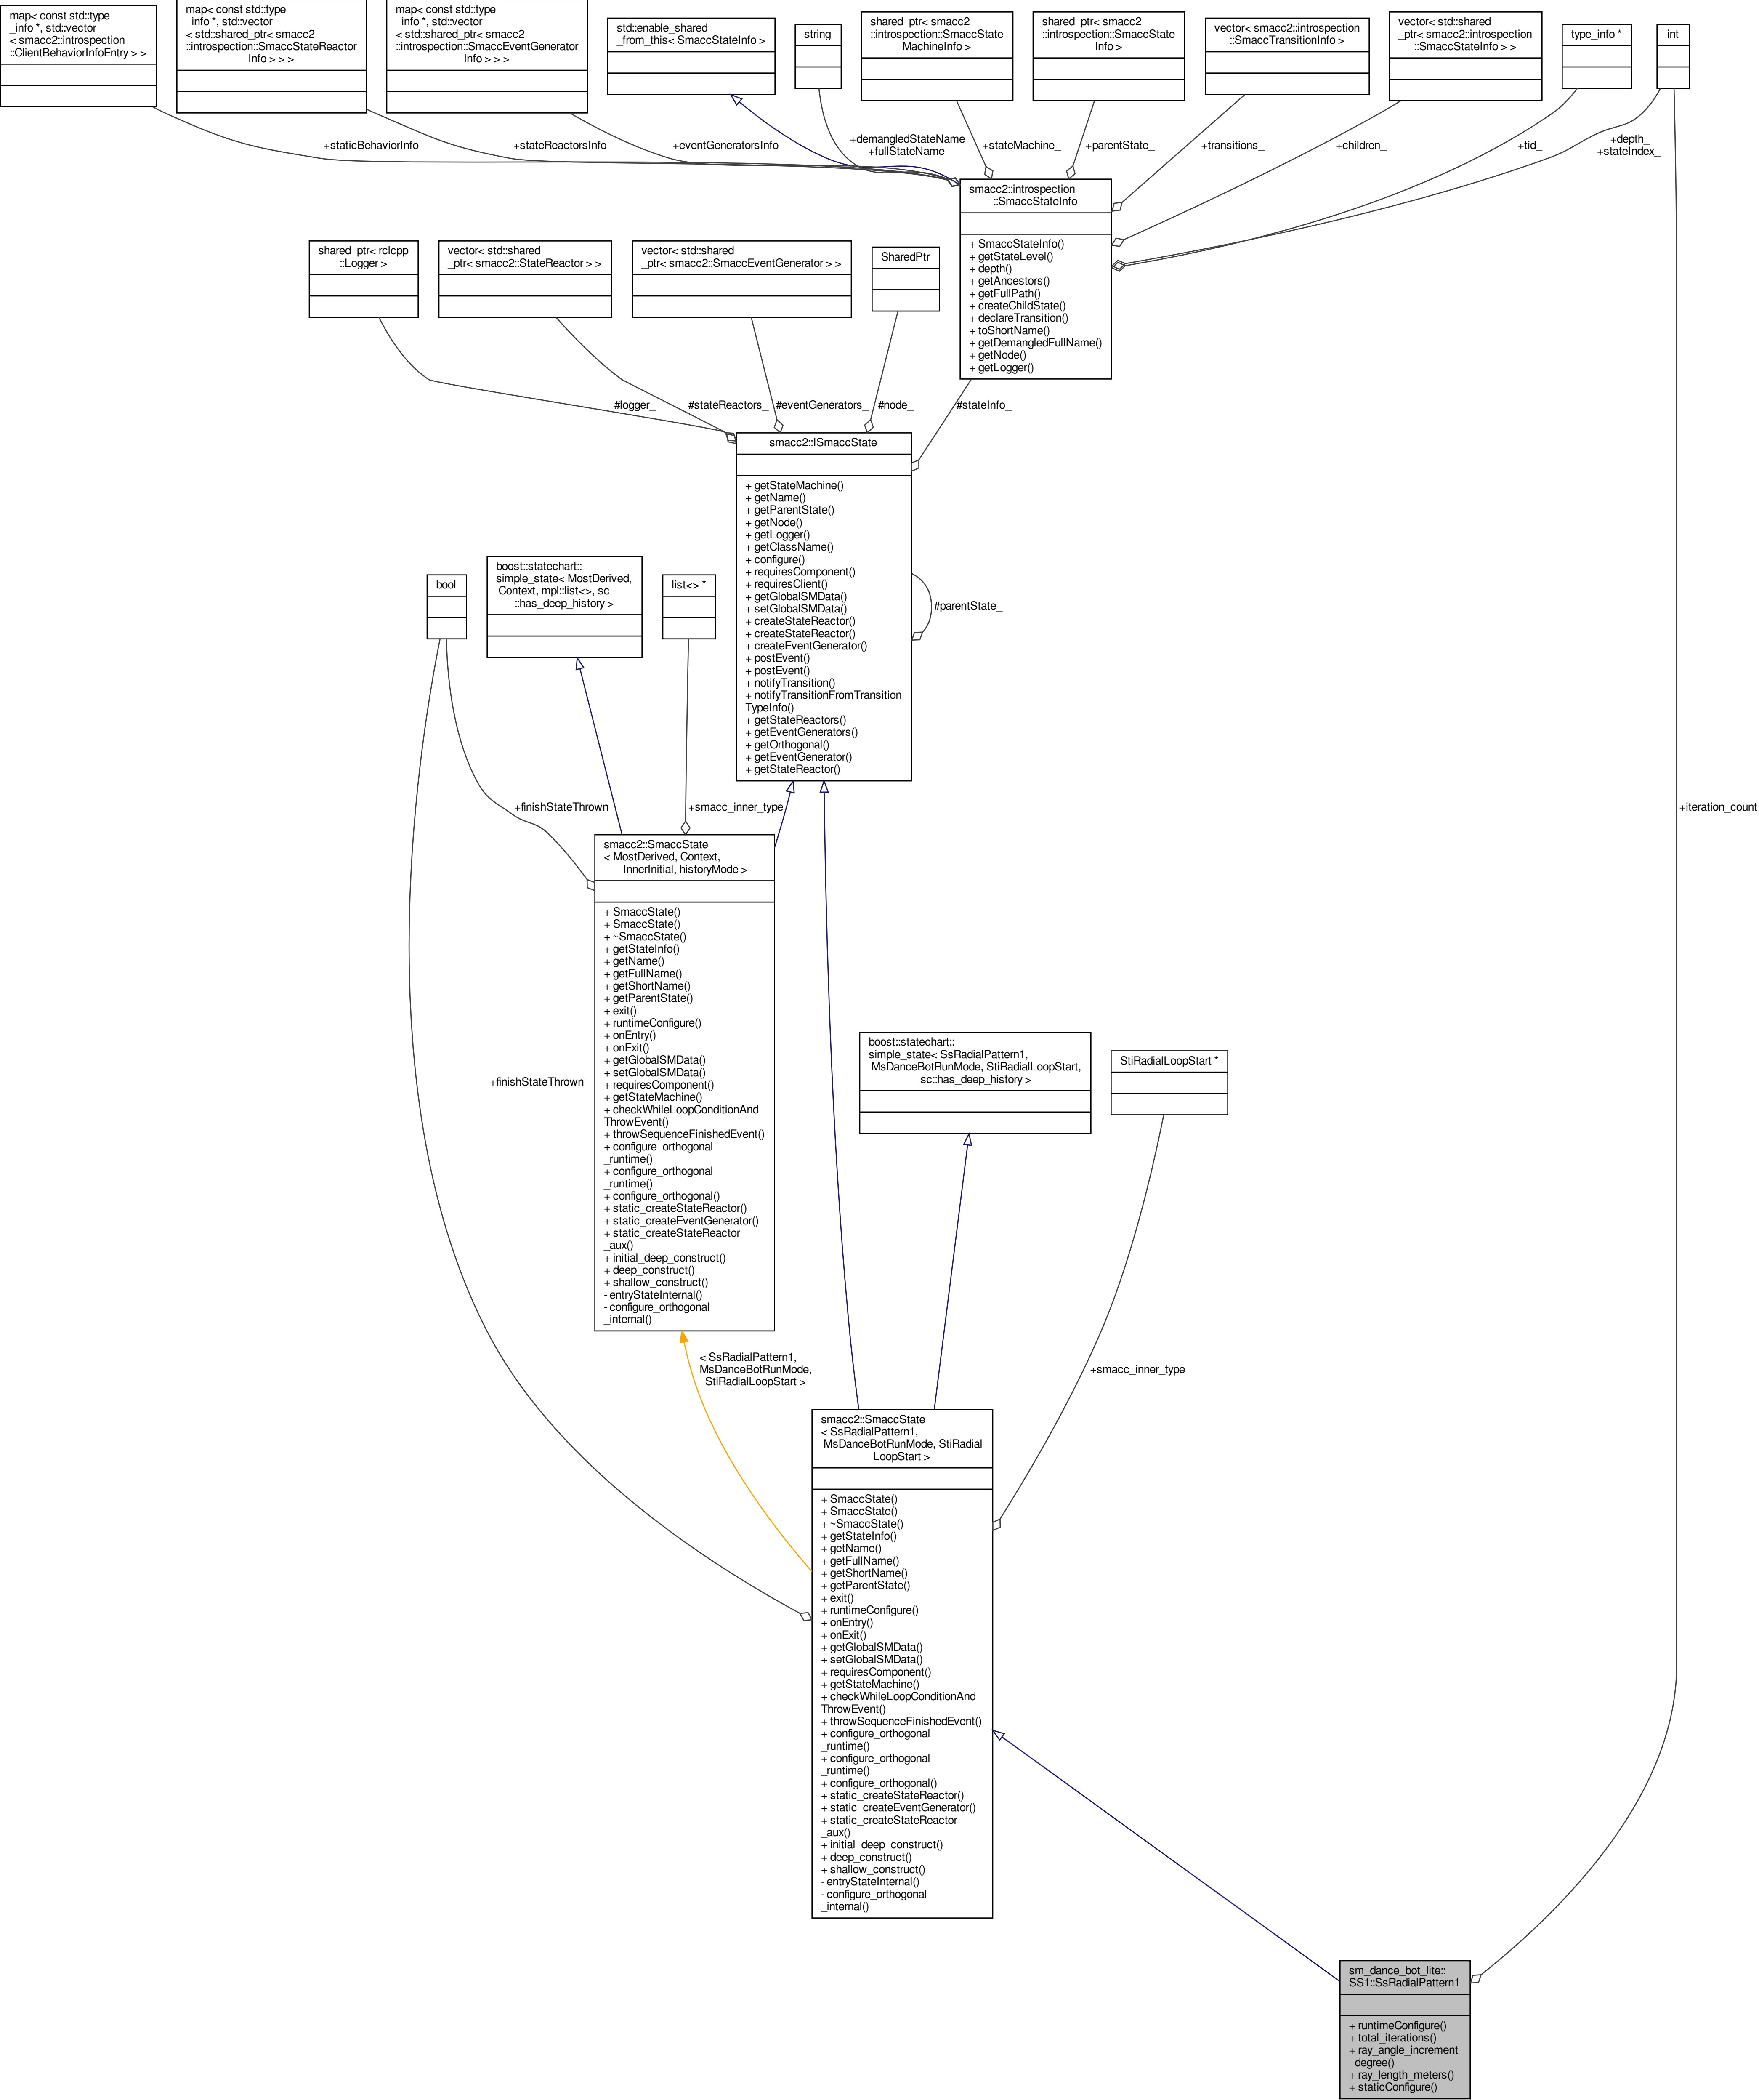 map< const std::type
_info *, std::vector
< smacc2::introspection
::ClientBehaviorInfoEntry > >
map< const std::type
_info *, std::vector
< std::shared_ptr< smacc2
::introspection::SmaccStateReactor
Info > > >
map< const std::type
_info *, std::vector
< std::shared_ptr< smacc2
::introspection::SmaccEventGenerator
Info > > >
std::enable_shared
_from_this< SmaccStateInfo >
string
shared_ptr< smacc2
::introspection::SmaccState
MachineInfo >
shared_ptr< smacc2
::introspection::SmaccState
Info >
vector< smacc2::introspection
::SmaccTransitionInfo >
vector< std::shared
_ptr< smacc2::introspection
::SmaccStateInfo > >
type_info *
int
+staticBehaviorInfo
+stateReactorsInfo
+eventGeneratorsInfo
+demangledStateName
+fullStateName
+stateMachine_
+parentState_
+transitions_
+children_
+tid_
+depth_
+stateIndex_
smacc2::introspection
::SmaccStateInfo
+ SmaccStateInfo()
+ getStateLevel()
+ depth()
+ getAncestors()
+ getFullPath()
+ createChildState()
+ declareTransition()
+ toShortName()
+ getDemangledFullName()
+ getNode()
+ getLogger()
shared_ptr< rclcpp
::Logger >
vector< std::shared
_ptr< smacc2::StateReactor > >
vector< std::shared
_ptr< smacc2::SmaccEventGenerator > >
SharedPtr
#logger_
#stateReactors_
#eventGenerators_
#node_
#stateInfo_
smacc2::ISmaccState
+ getStateMachine()
+ getName()
+ getParentState()
+ getNode()
+ getLogger()
+ getClassName()
+ configure()
+ requiresComponent()
+ requiresClient()
+ getGlobalSMData()
+ setGlobalSMData()
+ createStateReactor()
+ createStateReactor()
+ createEventGenerator()
+ postEvent()
+ postEvent()
+ notifyTransition()
+ notifyTransitionFromTransition
TypeInfo()
+ getStateReactors()
+ getEventGenerators()
+ getOrthogonal()
+ getEventGenerator()
+ getStateReactor()
#parentState_
bool
boost::statechart::
simple_state< MostDerived,
Context, mpl::list<>, sc
::has_deep_history >
list<> *
+finishStateThrown
+smacc_inner_type
+iteration_count
smacc2::SmaccState
< MostDerived, Context,
InnerInitial, historyMode >
+ SmaccState()
+ SmaccState()
+ ~SmaccState()
+ getStateInfo()
+ getName()
+ getFullName()
+ getShortName()
+ getParentState()
+ exit()
+ runtimeConfigure()
+ onEntry()
+ onExit()
+ getGlobalSMData()
+ setGlobalSMData()
+ requiresComponent()
+ getStateMachine()
+ checkWhileLoopConditionAnd
ThrowEvent()
+ throwSequenceFinishedEvent()
+ configure_orthogonal
_runtime()
+ configure_orthogonal
_runtime()
+ configure_orthogonal()
+ static_createStateReactor()
+ static_createEventGenerator()
+ static_createStateReactor
_aux()
+ initial_deep_construct()
+ deep_construct()
+ shallow_construct()
- entryStateInternal()
- configure_orthogonal
_internal()
+finishStateThrown
boost::statechart::
simple_state< SsRadialPattern1,
MsDanceBotRunMode, StiRadialLoopStart,
sc::has_deep_history >
StiRadialLoopStart *
< SsRadialPattern1,
MsDanceBotRunMode,
StiRadialLoopStart >
+smacc_inner_type
smacc2::SmaccState
< SsRadialPattern1,
MsDanceBotRunMode, StiRadial
LoopStart >
+ SmaccState()
+ SmaccState()
+ ~SmaccState()
+ getStateInfo()
+ getName()
+ getFullName()
+ getShortName()
+ getParentState()
+ exit()
+ runtimeConfigure()
+ onEntry()
+ onExit()
+ getGlobalSMData()
+ setGlobalSMData()
+ requiresComponent()
+ getStateMachine()
+ checkWhileLoopConditionAnd
ThrowEvent()
+ throwSequenceFinishedEvent()
+ configure_orthogonal
_runtime()
+ configure_orthogonal
_runtime()
+ configure_orthogonal()
+ static_createStateReactor()
+ static_createEventGenerator()
+ static_createStateReactor
_aux()
+ initial_deep_construct()
+ deep_construct()
+ shallow_construct()
- entryStateInternal()
- configure_orthogonal
_internal()
sm_dance_bot_lite::
SS1::SsRadialPattern1
+ runtimeConfigure()
+ total_iterations()
+ ray_angle_increment
_degree()
+ ray_length_meters()
+ staticConfigure()